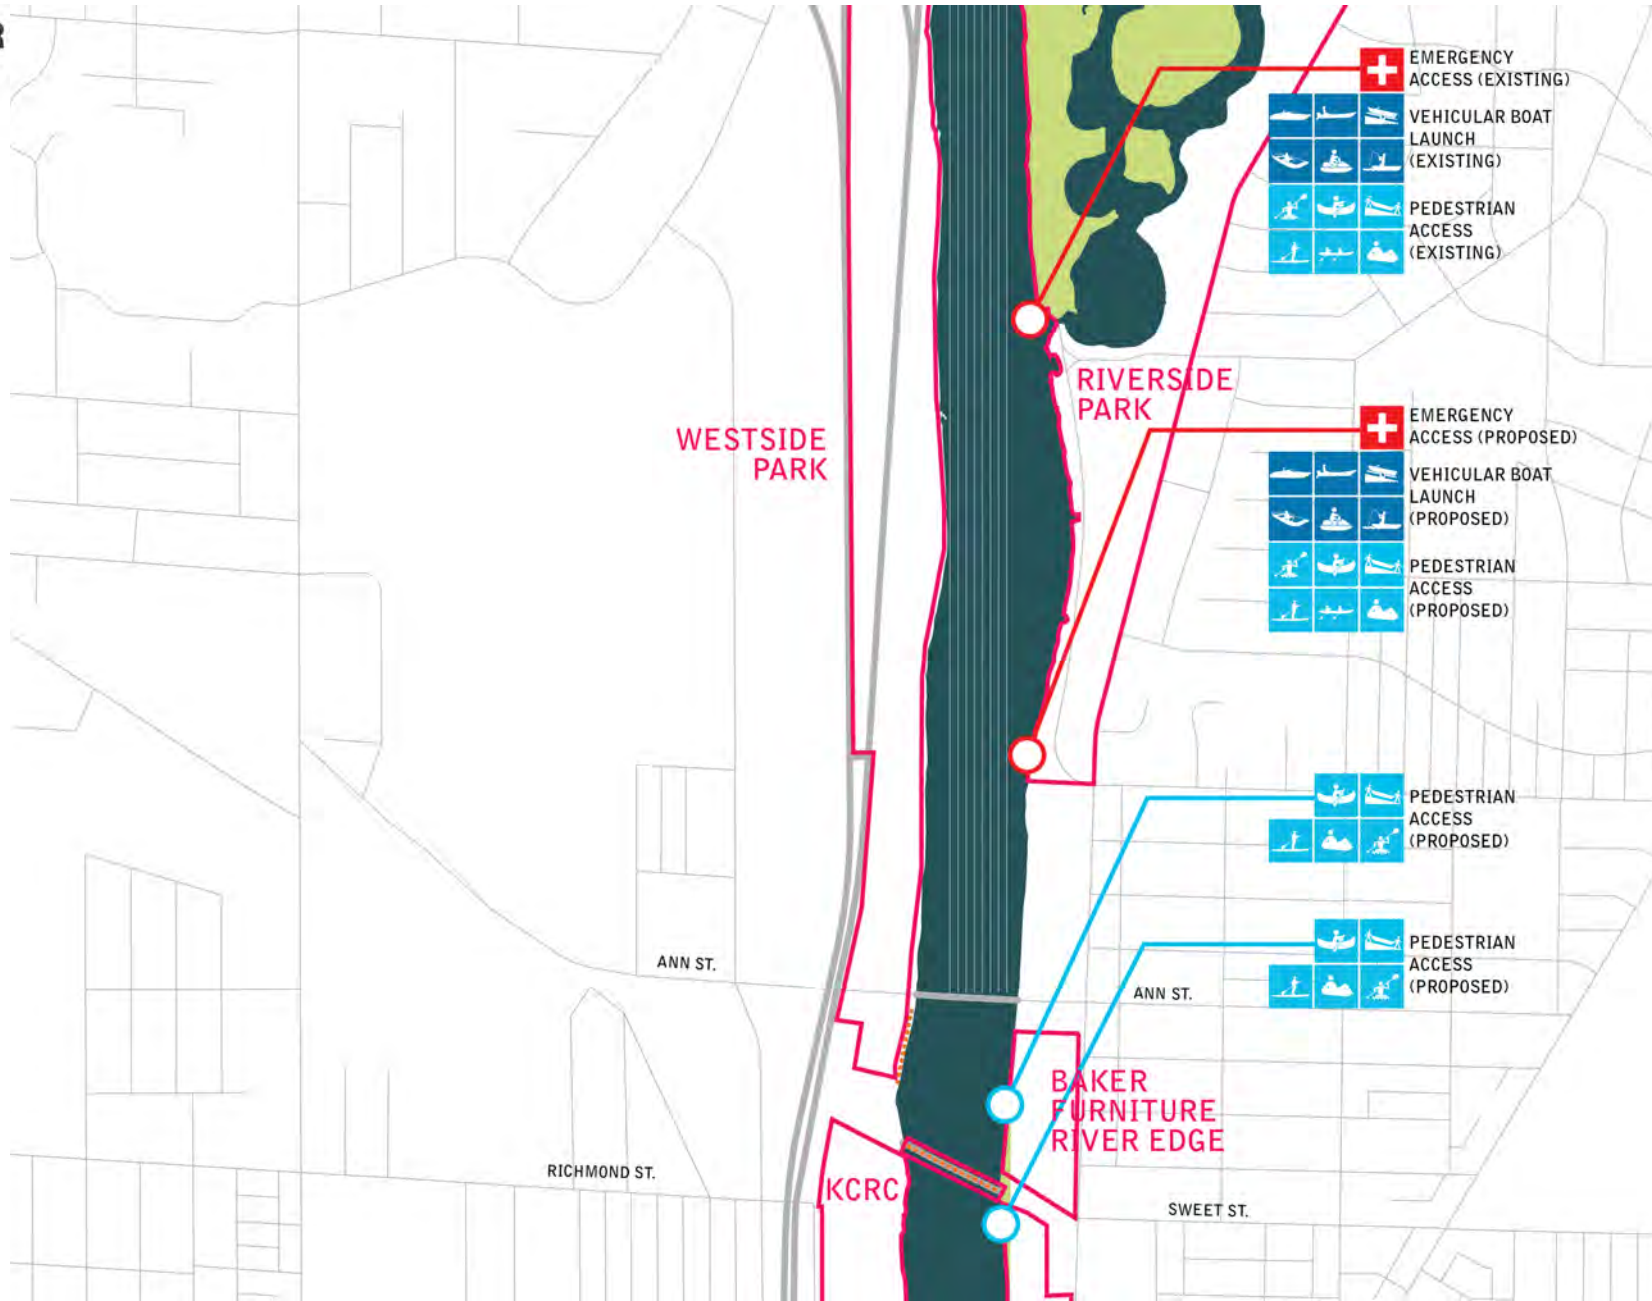 R
EMERGENCY
ACCESS (EXISTING)
VEHICULAR BOAT
LAUNCH
(EXISTING)
PEDESTRIAN
ACCESS
(EXISTING)
RIVERSIDE
PARK
WESTSIDE
PARK
EMERGENCY
ACCESS (PROPOSED)
VEHICULAR BOAT
LAUNCH
(PROPOSED)
PEDESTRIAN
ACCESS
(PROPOSED)
PEDESTRIAN
ACCESS
(PROPOSED)
PEDESTRIAN
ACCESS
(PROPOSED)
ANN ST.
ANN ST.
BAKER
FURNITURE
RIVER EDGE
RICHMOND ST.
KCRC
SWEET ST.